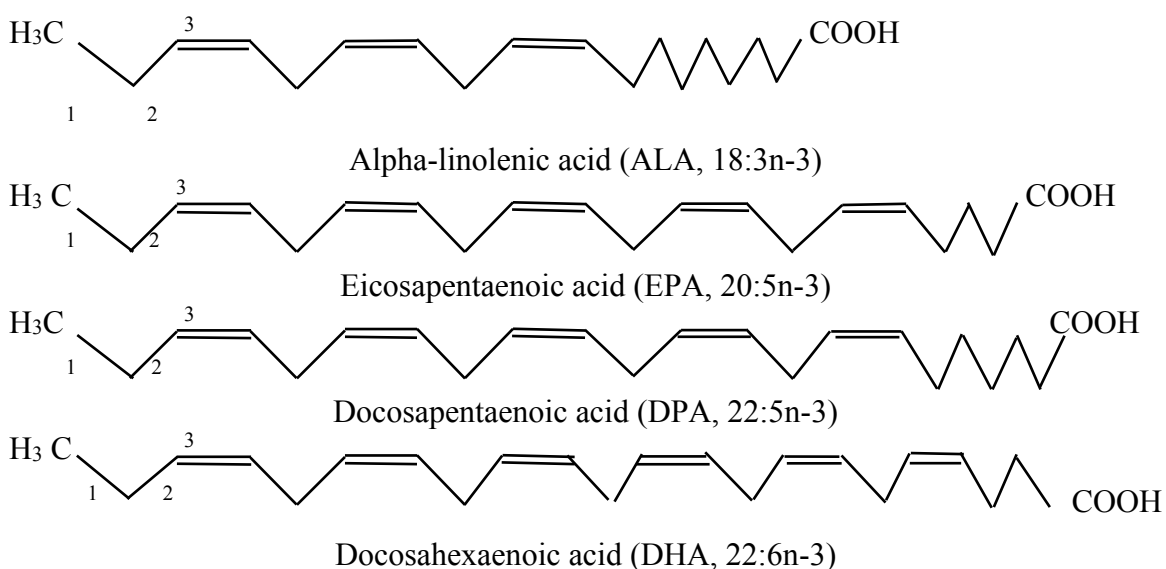 H3C 3 COOH
1 2
Alpha-linolenic acid (ALA, 18:3n-3)
H3 C 3 COOH
1 2
Eicosapentaenoic acid (EPA, 20:5n-3)
H3C 3 COOH
1 2
Docosapentaenoic acid (DPA, 22:5n-3)
H3 C 3
1 2 COOH
Docosahexaenoic acid (DHA, 22:6n-3)